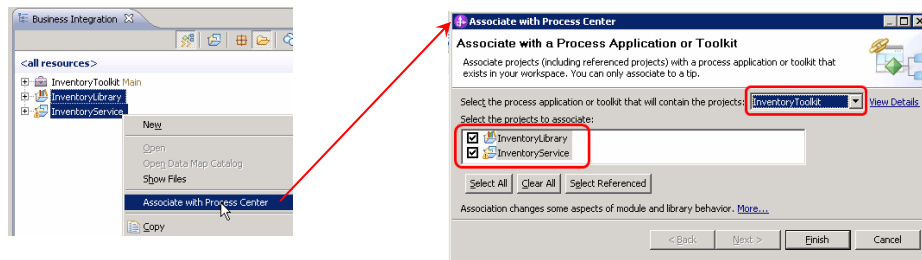 Business Integration
<all resources>
InventoryToolkit Main
InventoryLibrary
InventoryService
New
Open
Open Data Map Catalog
Show Files
Associate with Process Center
Copy
Associate with Process Center
Associate with a Process Application or Toolkit
Associate projects (including referenced projects) with a process application or toolkit that
exists in your workspace. You can only associate to a tip.
Select the process application or toolkit that will contain the projects: InventoryToolkit View Details
Select the projects to associate:
InventoryLibrary
InventoryService
Select All Clear All Select Referenced
Association changes some aspects of module and library behavior. More...
< Back Next > Finish Cancel